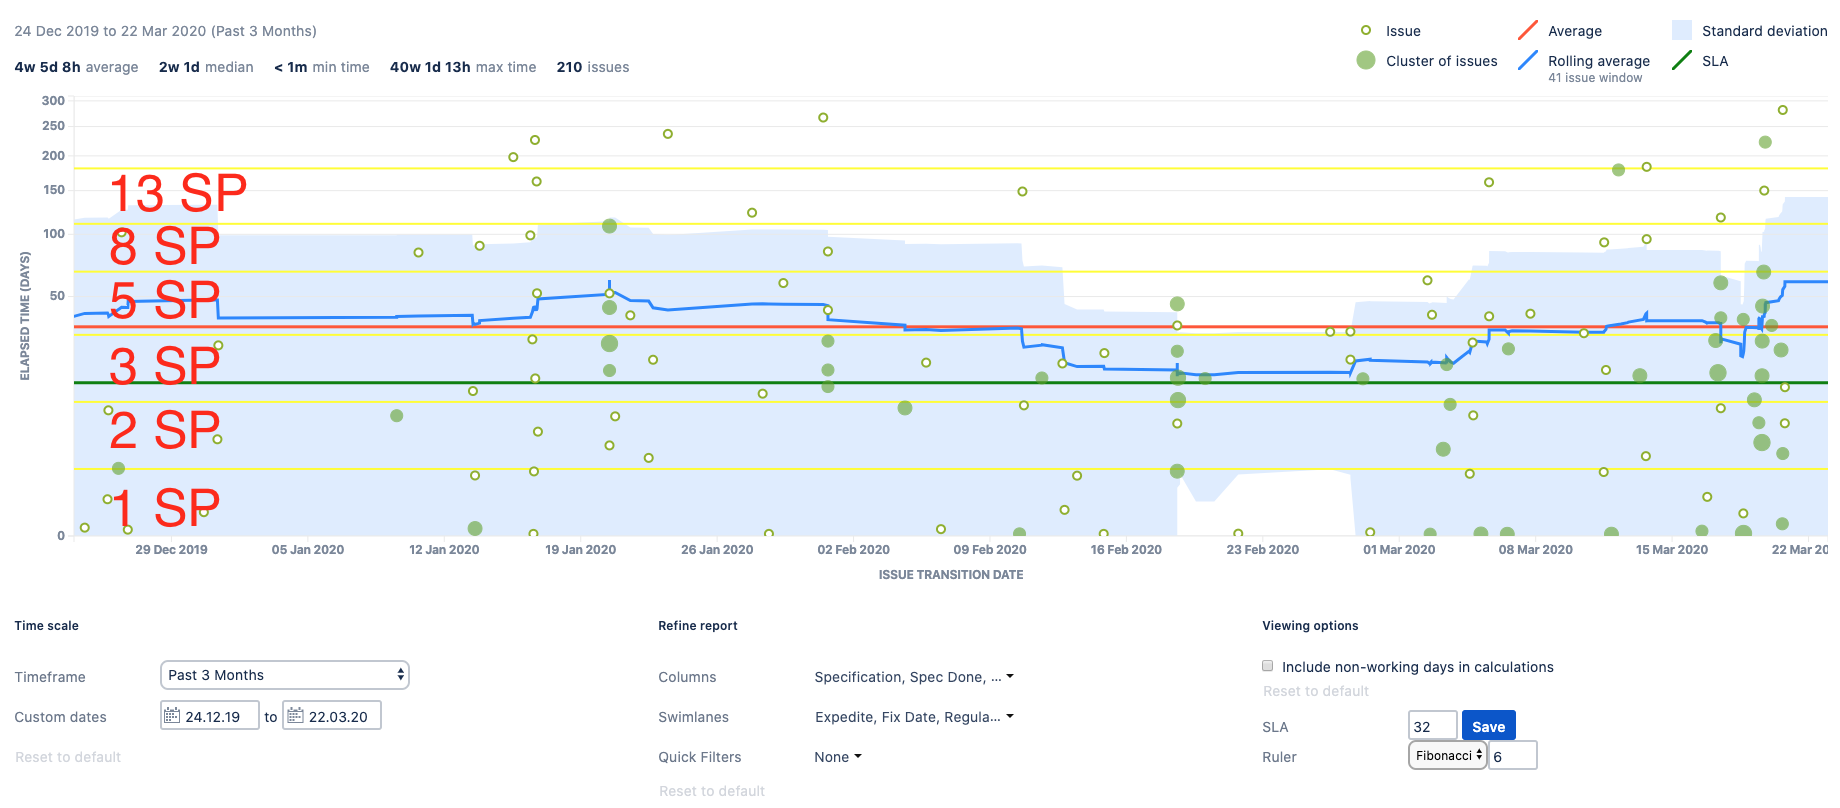 24 Dec 2019 to 22 Mar 2020 (Past 3 Months)
4w 5d 8h average 2w 1d median < 1m min time 40w 1d 13h max time 210 issues
Issue
Average
Standard deviation
Cluster of issues
Rolling average
41 issue window
SLA
ELAPSED TIME (DAYS)
300
250
200
150
100
50
0
13 SP
8 SP
5 SP
3 SP
2 SP
1 SP
29 Dec 2019 05 Jan 2020 12 Jan 2020 19 Jan 2020 26 Jan 2020 02 Feb 2020 09 Feb 2020 16 Feb 2020 23 Feb 2020 01 Mar 2020 08 Mar 2020 15 Mar 2020 22 Mar 20
ISSUE TRANSITION DATE
Time scale
Timeframe Past 3 Months
Custom dates 24.12.19 to 22.03.20
Reset to default
Refine report
Columns Specification, Spec Done, ...
Swimlanes Expedite, Fix Date, Regula...
Quick Filters None
Reset to default
Viewing options
Include non-working days in calculations
Reset to default
SLA 32 Save
Ruler Fibonacci 6